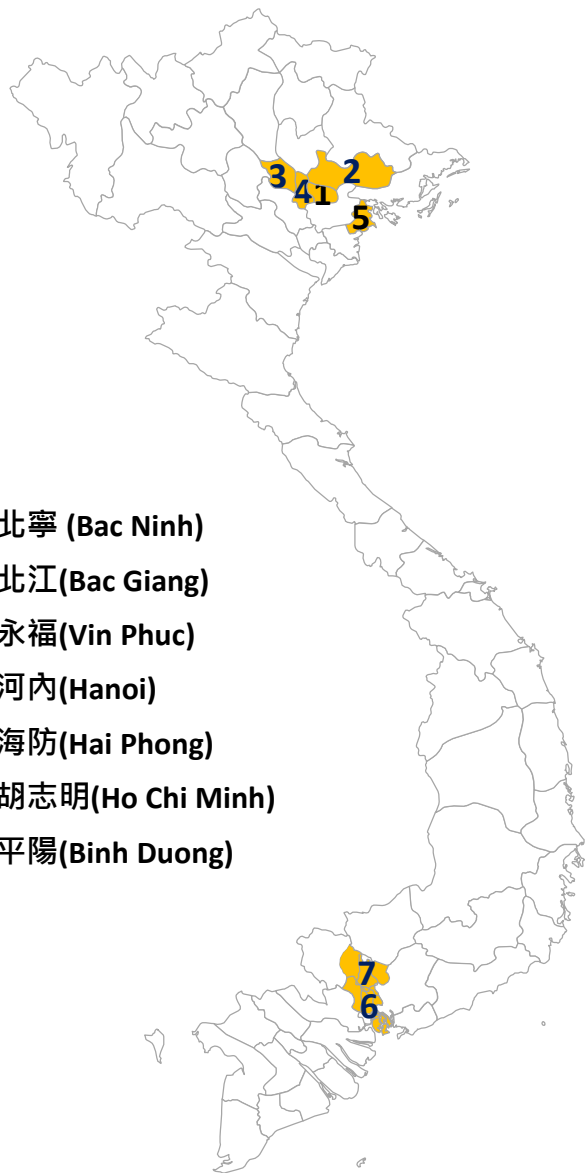 3
2
4
1
5
北寧 (Bac Ninh)
北江(Bac Giang)
永福(Vin Phuc)
河內(Hanoi)
海防(Hai Phong)
胡志明(Ho Chi Minh)
平陽(Binh Duong)
7
6